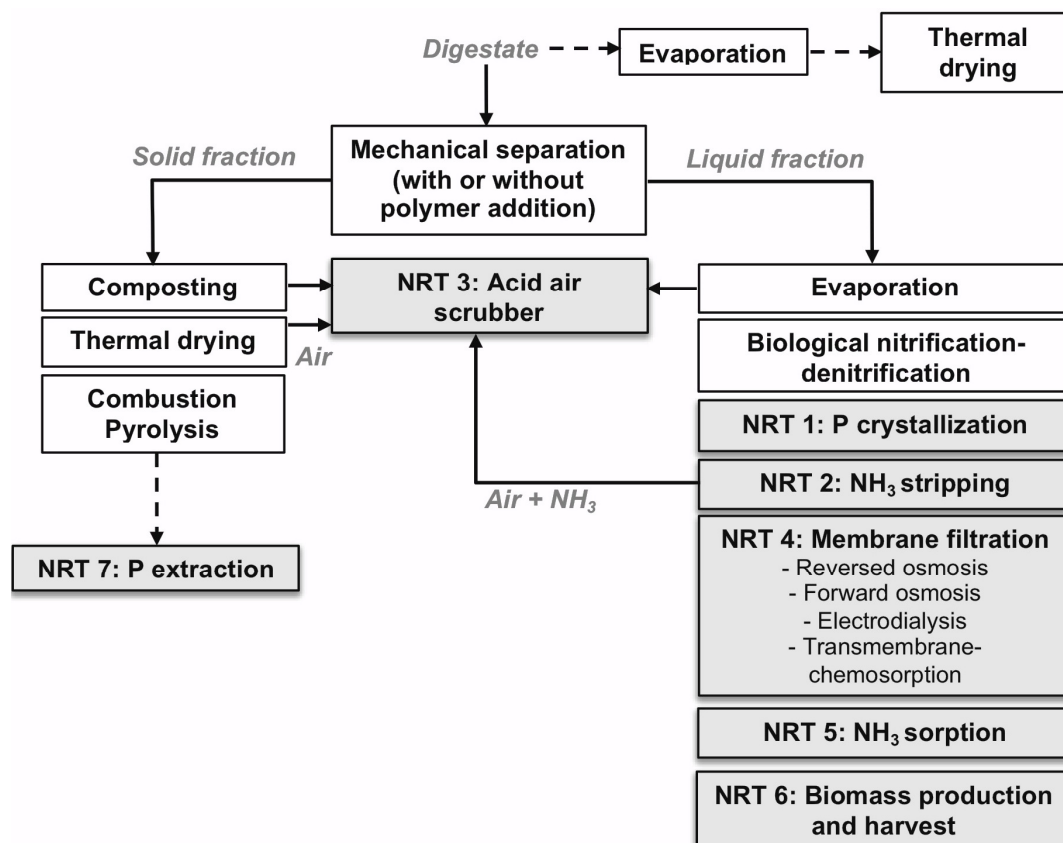 Digestate
Evaporation
Thermal
drying
Solid fraction
Mechanical separation
(with or without
polymer addition)
Liquid fraction
Composting
NRT 3: Acid air
scrubber
Evaporation
Thermal drying
Air
Biological nitrification-
denitrification
Combustion
Pyrolysis
NRT 1: P crystallization
NRT 2: NH₃ stripping
Air + NH₃
NRT 4: Membrane filtration
- Reversed osmosis
- Forward osmosis
- Electrodialysis
- Transmembrane-
chemosorption
NRT 7: P extraction
NRT 5: NH₃ sorption
NRT 6: Biomass production
and harvest